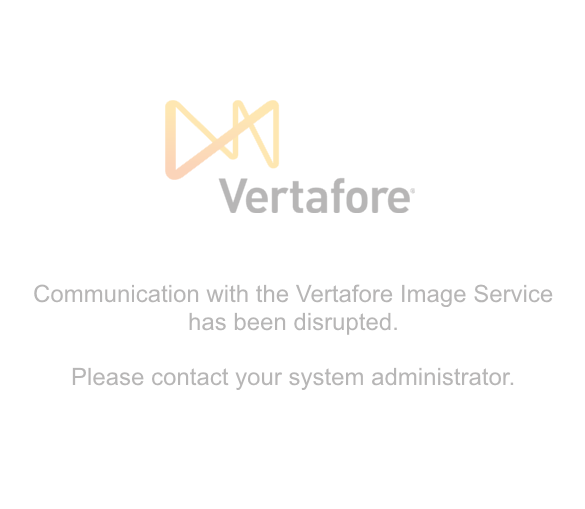 Vertafore®
Communication with the Vertafore Image Service
has been disrupted.
Please contact your system administrator.